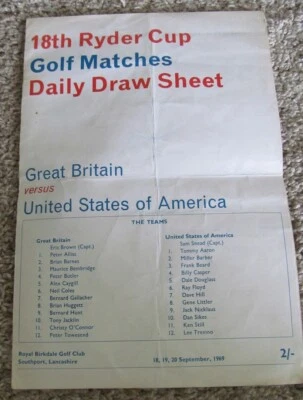 18th Ryder Cup
Golf Matches
Daily Draw Sheet
Great Britain
versus
United States of America
THE TEAMS
Great Britain
Eric Brown (Capt.)
1. Peter Alliss
2. Brian Barnes
3. Maurice Bembridge
4. Peter Butler
5. Alex Caygill
6. Neil Coles
7. Bernard Gallacher
8. Brian Huggett
9. Bernard Hunt
10. Tony Jacklin
11. Christy O'Connor
12. Peter Townsend
United States of America
Sam Snead (Capt.)
1. Tommy Aaron
2. Miller Barber
3. Frank Beard
4. Billy Casper
5. Dale Douglass
6. Ray Floyd
7. Dave Hill
8. Gene Littler
9. Jack Nicklaus
10. Dan Sikes
11. Ken Still
12. Lee Trevino
Royal Birkdale Golf Club
Southport, Lancashire
18, 19, 20 September, 1969
2/-